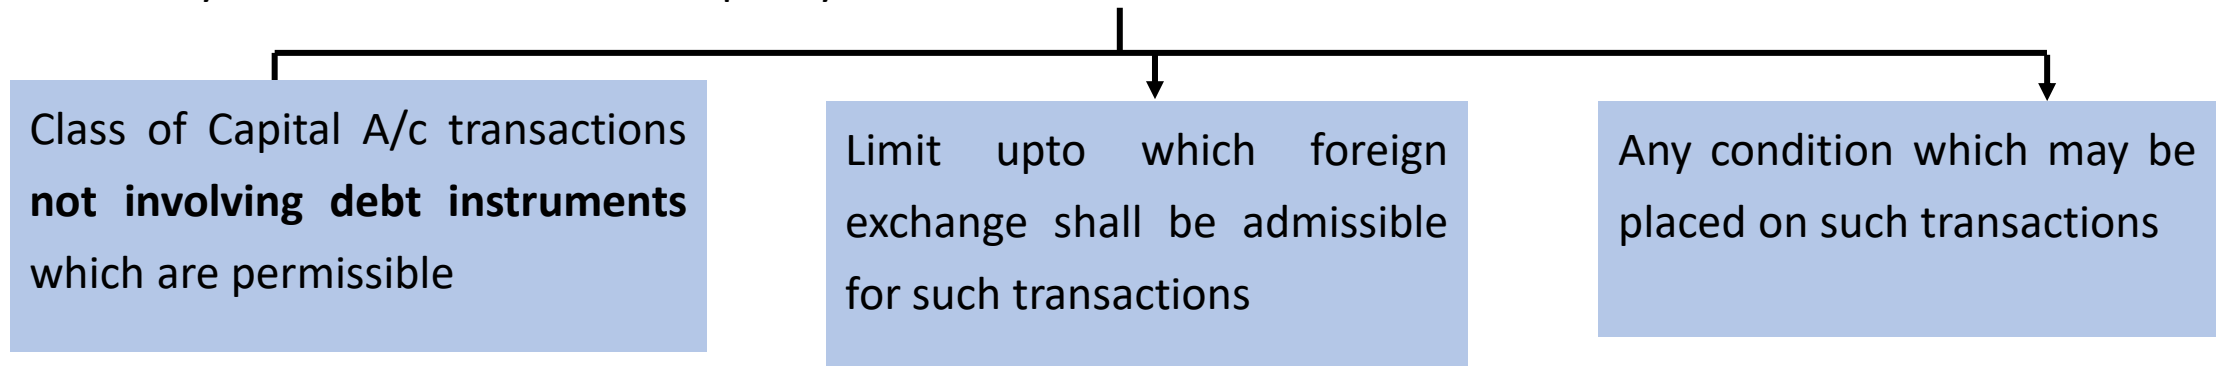 Class of Capital A/c transactions
not involving debt instruments
which are permissible
Limit upto which foreign
exchange shall be admissible
for such transactions
Any condition which may be
placed on such transactions